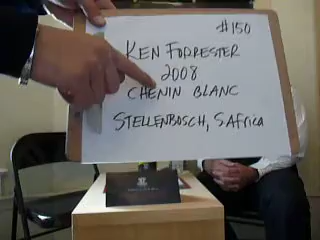 #150
KEN FORRESTER
2008
CHENIN BLANC
STELLENBOSCH, S AFRICA